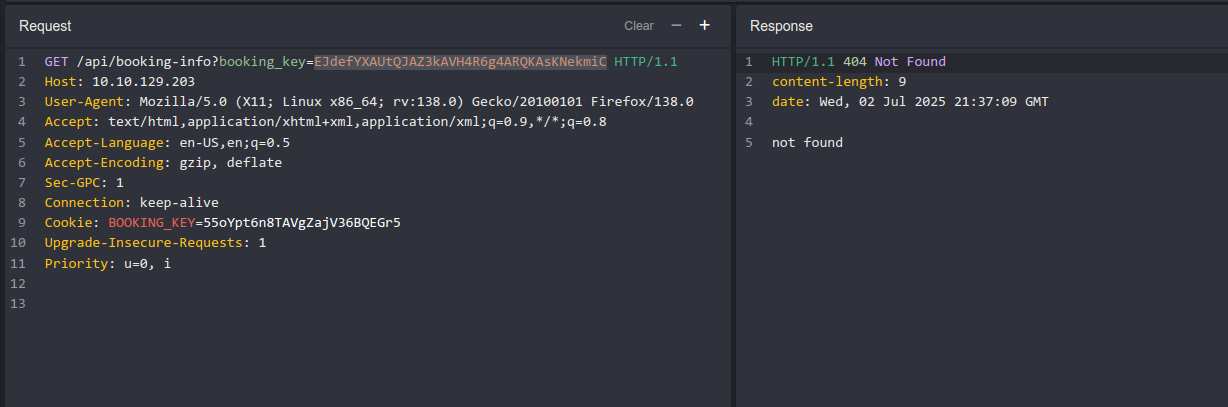 Request Clear − +
1 GET /api/booking-info?booking_key=EJdefYXAUtQJAZ3kAVH4R6g4ARQKAsKNekmiC HTTP/1.1
2 Host: 10.10.129.203
3 User-Agent: Mozilla/5.0 (X11; Linux x86_64; rv:138.0) Gecko/20100101 Firefox/138.0
4 Accept: text/html,application/xhtml+xml,application/xml;q=0.9,*/*;q=0.8
5 Accept-Language: en-US,en;q=0.5
6 Accept-Encoding: gzip, deflate
7 Sec-GPC: 1
8 Connection: keep-alive
9 Cookie: BOOKING_KEY=55oYpt6n8TAVgZajV36BQEGr5
10 Upgrade-Insecure-Requests: 1
11 Priority: u=0, i
12
13
Response
1 HTTP/1.1 404 Not Found
2 content-length: 9
3 date: Wed, 02 Jul 2025 21:37:09 GMT
4
5 not found